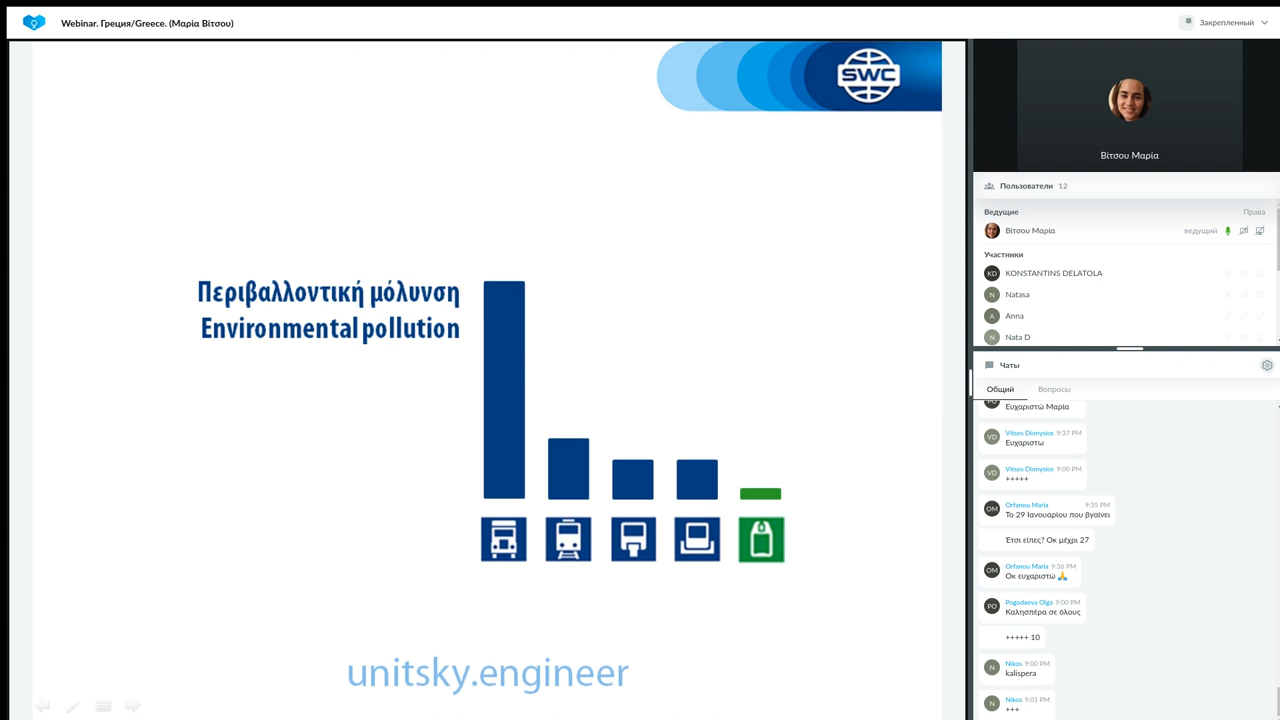 Webinar. Греция/Greece. (Μαρία Βίτσου)
Закрепленный
SWC
Περιβαλλοντική μόλυνση
Environmental pollution
unitsky.engineer
Βίτσου Μαρία
Пользователи 12
Ведущие Права
Βίτσου Μαρία ведущий
Участники
KD KONSTANTINS DELATOLA
N Natasa
A Anna
N Nata D
Чаты
Общий Вопросы
Ευχαριστώ Μαρία
VD Vitsos Dionysios 9:37 PM
Ευχαριστω
VD Vitsos Dionysios 9:00 PM
+++++
OM Orfanou Maria 9:35 PM
Το 29 Ιανουαρίου που βγαίνει
Έτσι είπες? Οκ μέχρι 27
OM Orfanou Maria 9:36 PM
Οκ ευχαριστώ 🙏
PO Pogodaeva Olga 9:00 PM
Καλησπέρα σε όλους
+++++ 10
N Nikos 9:00 PM
kalispera
N Nikos 9:01 PM
+++